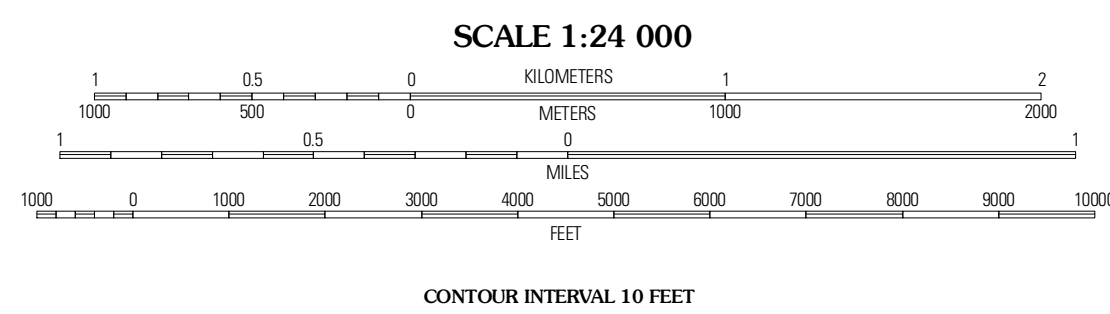 SCALE 1:24 000
1 0.5 0 KILOMETERS 1 2
1000 500 0 METERS 1000 2000
1 0.5 0 1
MILES
1000 0 1000 2000 3000 4000 5000 6000 7000 8000 9000 10000
FEET
CONTOUR INTERVAL 10 FEET